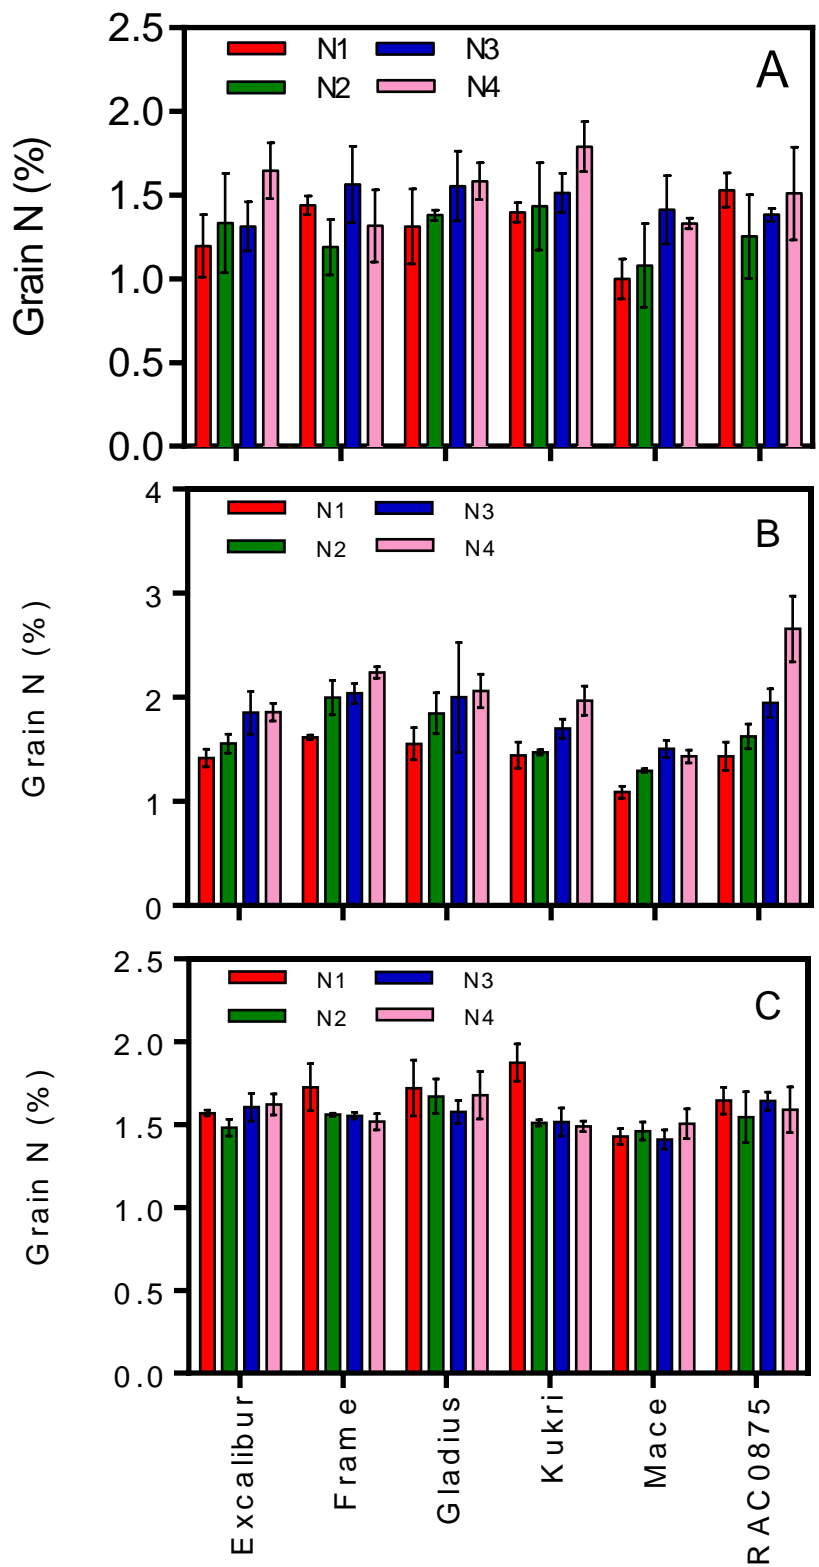 2.5
N1 N3
A
N2 N4
2.0
1.5
1.0
0.5
0.0
Grain N (%)
4
N1 N3
B
N2 N4
3
2
1
0
Grain N (%)
2.5
N1 N3
C
N2 N4
2.0
1.5
1.0
0.5
0.0
Grain N (%)
Excalibur
Frame
Gladius
Kukri
Mace
RAC0875